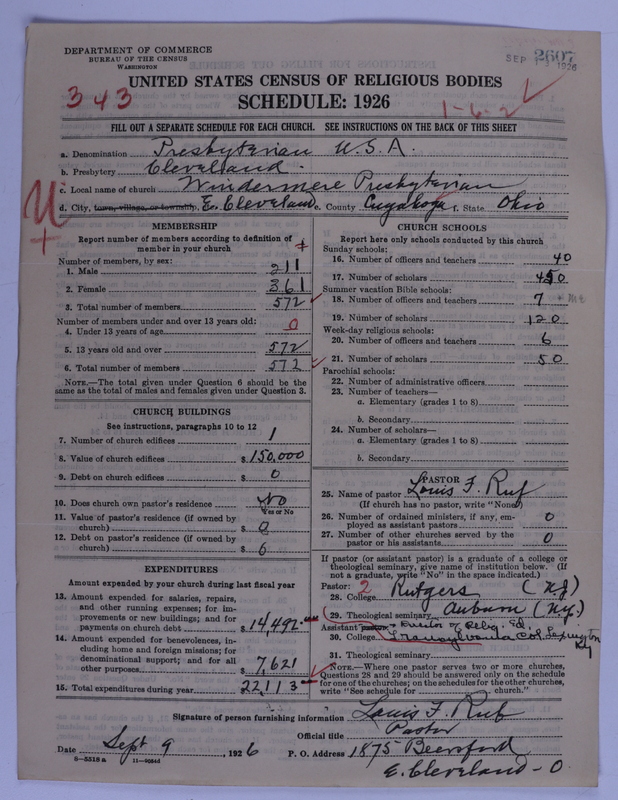 DEPARTMENT OF COMMERCE
BUREAU OF THE CENSUS
WASHINGTON
SEP 1926
2607
UNITED STATES CENSUS OF RELIGIOUS BODIES
343
SCHEDULE: 1926
1-6-2
FILL OUT A SEPARATE SCHEDULE FOR EACH CHURCH. SEE INSTRUCTIONS ON THE BACK OF THIS SHEET
a. Denomination Presbyterian U.S.A.
b. Presbytery Cleveland.
c. Local name of church Windermere Presbyterian
d. City, town, village, or township, E. Cleveland e. County Cuyahoga f. State Ohio
U
+
MEMBERSHIP
Report number of members according to definition of member in your church
Number of members, by sex:
1. Male 211
2. Female 361
3. Total number of members 572
Number of members under and over 13 years old:
4. Under 13 years of age 0
5. 13 years old and over 572
6. Total number of members 572
NOTE.—The total given under Question 6 should be the
same as the total of males and females given under Question 3.
CHURCH BUILDINGS
See instructions, paragraphs 10 to 12
7. Number of church edifices 1
8. Value of church edifices $ 150,000
9. Debt on church edifices $ 0
10. Does church own pastor's residence No
Yes or No
11. Value of pastor's residence (if owned by
church) $ 0
12. Debt on pastor's residence (if owned by
church) $ 0
EXPENDITURES
Amount expended by your church during last fiscal year
13. Amount expended for salaries, repairs,
and other running expenses; for im-
provements or new buildings; and for
payments on church debt $ 14,492
14. Amount expended for benevolences, in-
cluding home and foreign missions; for
denominational support; and for all
other purposes $ 7,621
15. Total expenditures during year 22,113
CHURCH SCHOOLS
Report here only schools conducted by this church
Sunday schools:
16. Number of officers and teachers 40
17. Number of scholars 450
Summer vacation Bible schools:
18. Number of officers and teachers 7
19. Number of scholars 120
Week-day religious schools:
20. Number of officers and teachers 6
21. Number of scholars 50
Parochial schools:
22. Number of administrative officers
23. Number of teachers—
a. Elementary (grades 1 to 8)
b. Secondary
24. Number of scholars—
a. Elementary (grades 1 to 8)
b. Secondary
PASTOR
25. Name of pastor Louis F. Ruf
(If church has no pastor, write "None")
26. Number of ordained ministers, if any, em-
ployed as assistant pastors 0
27. Number of other churches served by the
pastor or his assistants 0
If pastor (or assistant pastor) is a graduate of a college or
theological seminary, give name of institution below. (If
not a graduate, write "No" in the space indicated.)
Pastor: 2
28. College Rutgers (N.J)
29. Theological seminary Auburn (N.Y.)
Assistant pastor: Director of Relig. Ed.
30. College Transylvania Col. Lexington Ky
31. Theological seminary
NOTE.—Where one pastor serves two or more churches,
Questions 28 and 29 should be answered only on the schedule
for one of the churches; on the schedules for the other churches,
write "See schedule for church."
Signature of person furnishing information Louis F. Ruf
Official title Pastor
Date Sept 9, 1926 P. O. Address 1875 Beersford
8-5318a
E. Cleveland - O.